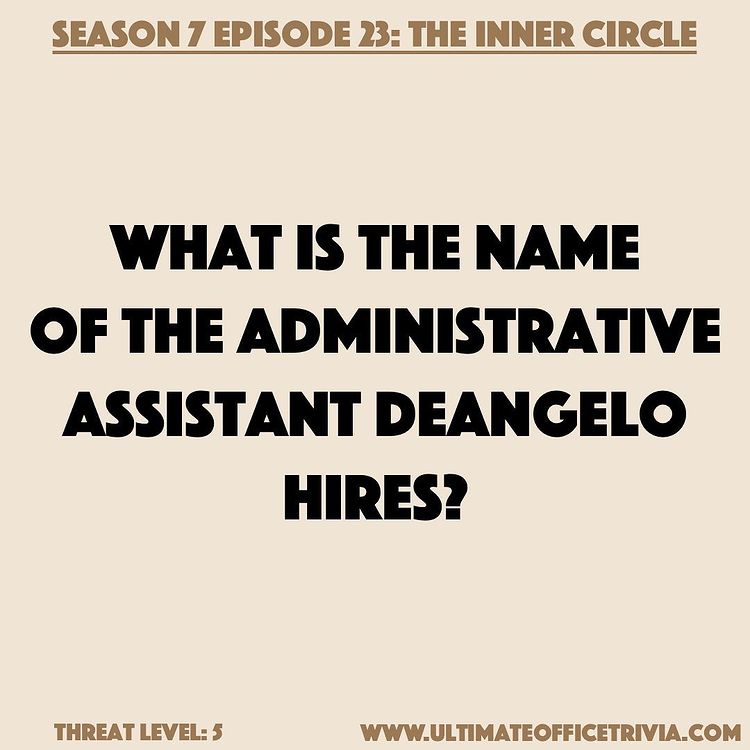 SEASON 7 EPISODE 23: THE INNER CIRCLE
WHAT IS THE NAME
OF THE ADMINISTRATIVE
ASSISTANT DEANGELO
HIRES?
THREAT LEVEL: 5
WWW.ULTIMATEOFFICETRIVIA.COM